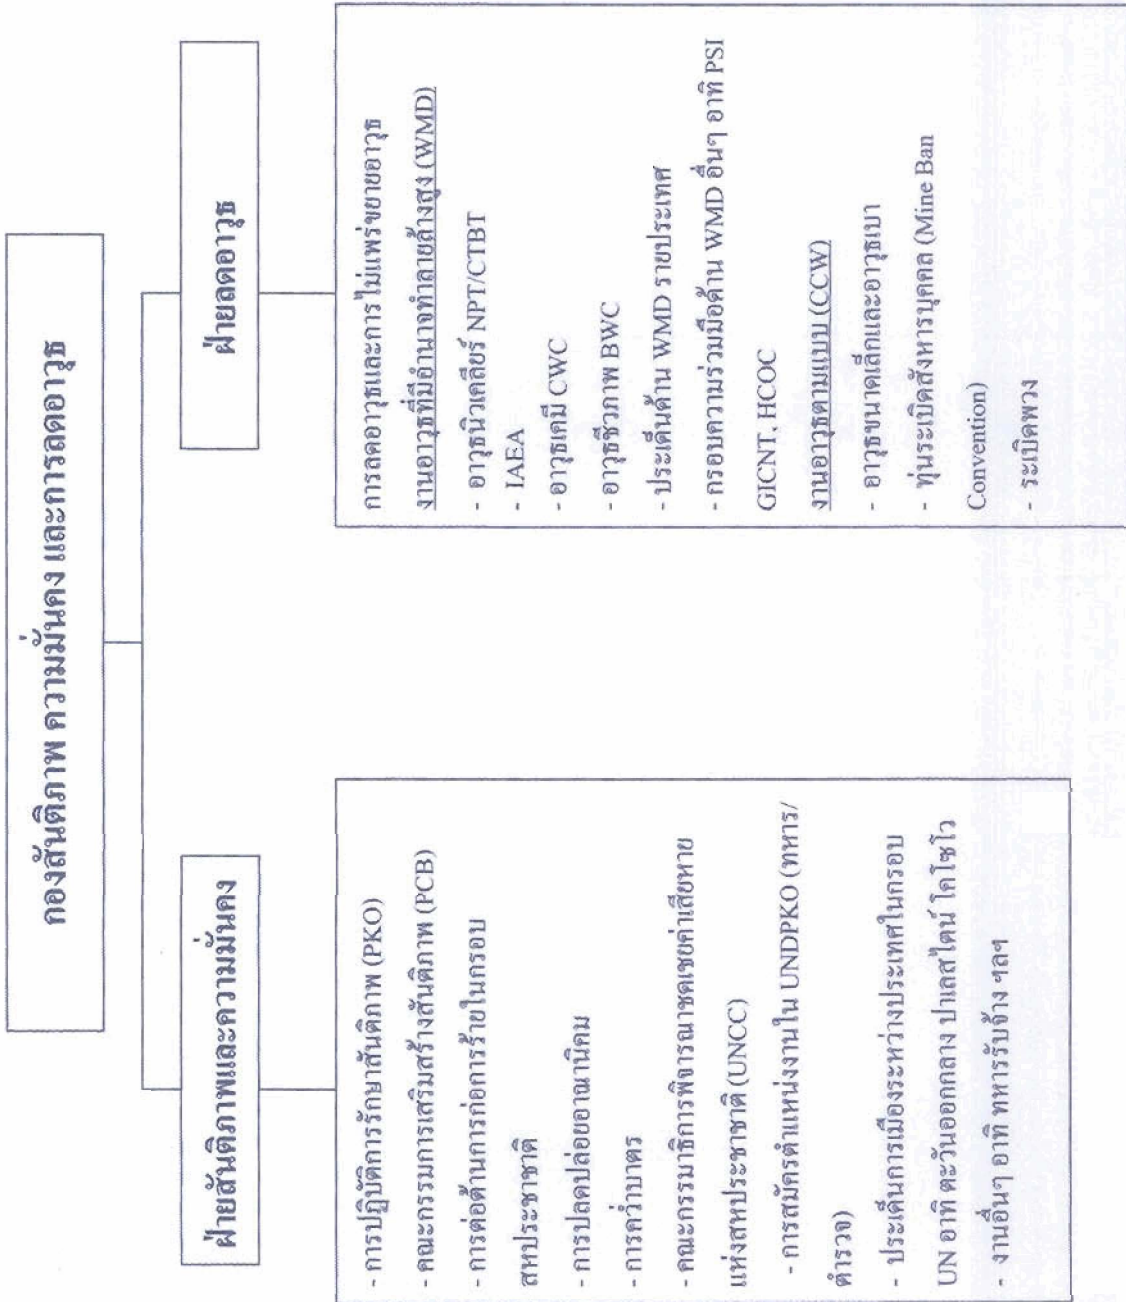 กองสันติภาพ ความมั่นคง และการลดอาวุธ
ฝ่ายสันติภาพและความมั่นคง
- การปฏิบัติการรักษาสันติภาพ (PKO)
- คณะกรรมการเสริมสร้างสันติภาพ (PCB)
- การต่อต้านการก่อการร้ายในกรอบ
สหประชาชาติ
- การปลดปล่อยอาณานิคม
- การคว่ำบาตร
- คณะกรรมาธิการพิจารณาชดเชยค่าเสียหาย
แห่งสหประชาชาติ (UNCC)
- การสมัครตำแหน่งงานใน UNDPKO (ทหาร/
ตำรวจ)
- ประเด็นการเมืองระหว่างประเทศในกรอบ
UN อาทิ ตะวันออกกลาง ปาเลสไตน์ โคโซโว
- งานอื่นๆ อาทิ ทหารรับจ้าง ฯลฯ
ฝ่ายลดอาวุธ
การลดอาวุธและการไม่แพร่ขยายอาวุธ
งานอาวุธที่มีอำนาจทำลายล้างสูง (WMD)
- อาวุธนิวเคลียร์ NPT/CTBT
- IAEA
- อาวุธเคมี CWC
- อาวุธชีวภาพ BWC
- ประเด็นด้าน WMD รายประเทศ
- กรอบความร่วมมือด้าน WMD อื่นๆ อาทิ PSI
GICNT, HCOC
งานอาวุธตามแบบ (CCW)
- อาวุธขนาดเล็กและอาวุธเบา
- ทุ่นระเบิดสังหารบุคคล (Mine Ban
Convention)
- ระเบิดพวง